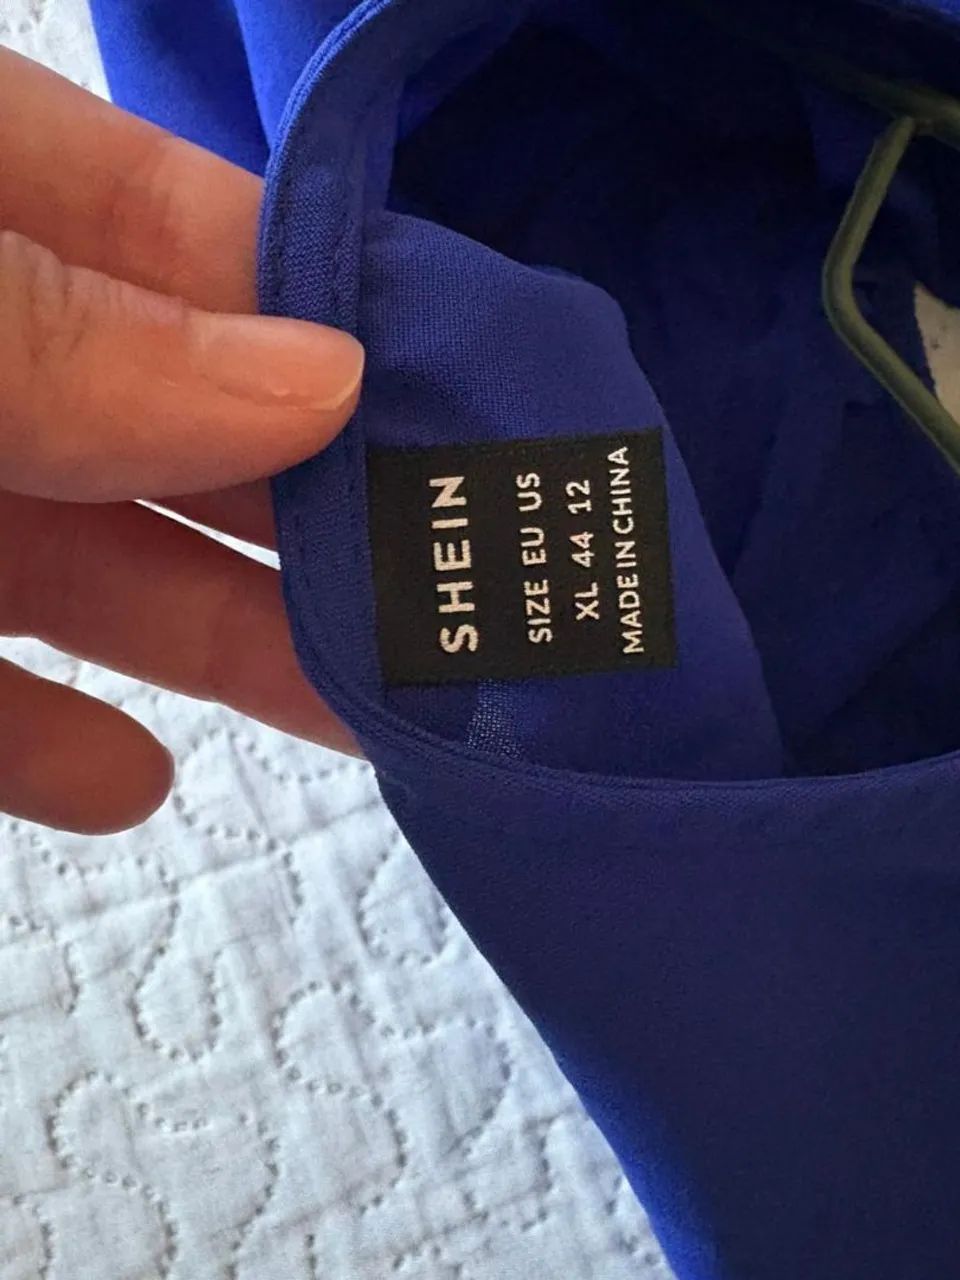 SHEIN
SIZE EU US
XL 44 12
MADE IN CHINA